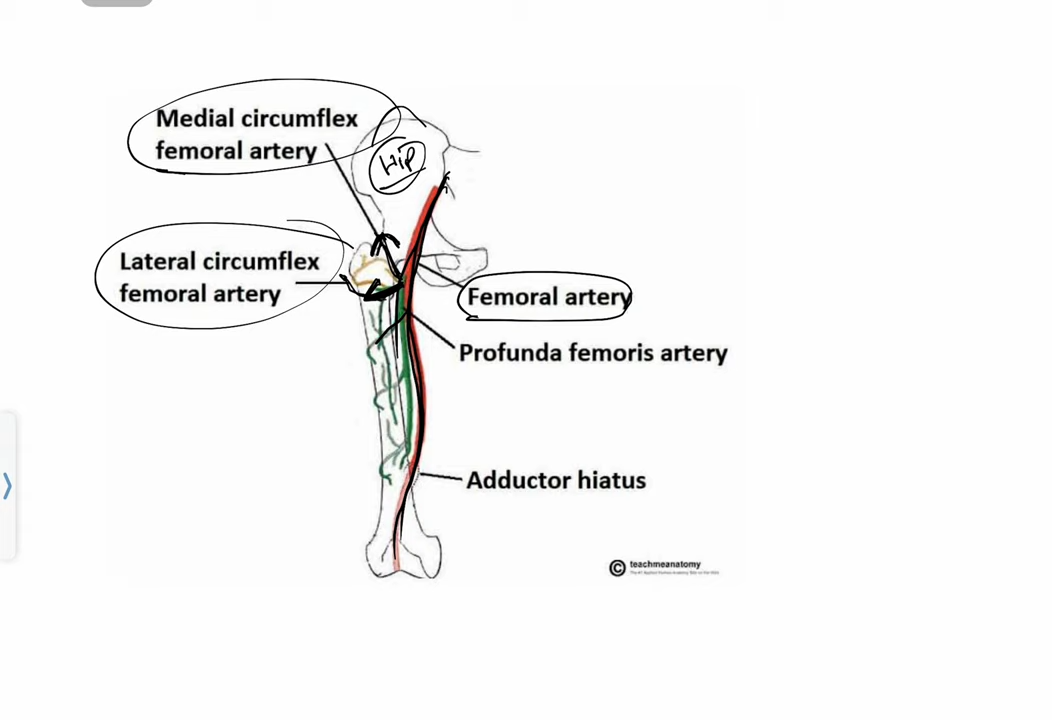 Medial circumflex
femoral artery
Hip
Lateral circumflex
femoral artery
Femoral artery
Profunda femoris artery
Adductor hiatus
© teachmeanatomy